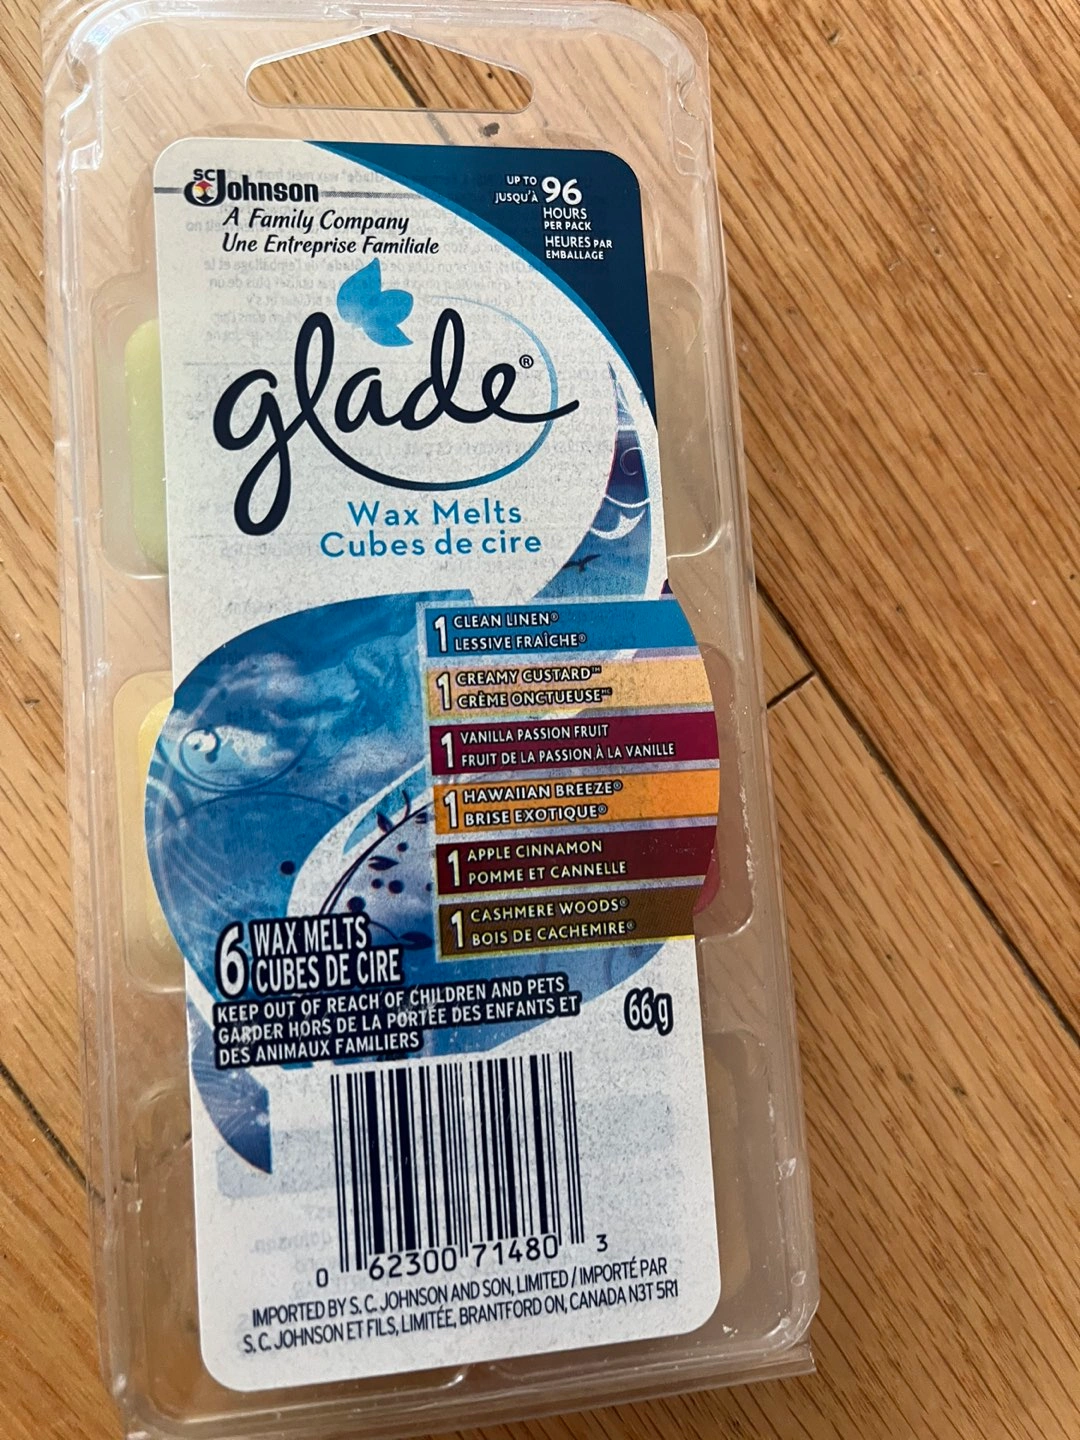 SC Johnson
A Family Company
Une Entreprise Familiale
UP TO
JUSQU'À 96
HOURS
PER PACK
HEURES PAR
EMBALLAGE
glade®
Wax Melts
Cubes de cire
1 CLEAN LINEN®
LESSIVE FRAÎCHE®
1 CREAMY CUSTARD™
CRÈME ONCTUEUSE MC
1 VANILLA PASSION FRUIT
FRUIT DE LA PASSION À LA VANILLE
1 HAWAIIAN BREEZE®
BRISE EXOTIQUE®
1 APPLE CINNAMON
POMME ET CANNELLE
1 CASHMERE WOODS®
BOIS DE CACHEMIRE®
6 WAX MELTS
CUBES DE CIRE
KEEP OUT OF REACH OF CHILDREN AND PETS
GARDER HORS DE LA PORTÉE DES ENFANTS ET
DES ANIMAUX FAMILIERS
66 g
0 62300 71480 3
IMPORTED BY S. C. JOHNSON AND SON, LIMITED / IMPORTÉ PAR
S. C. JOHNSON ET FILS, LIMITÉE, BRANTFORD ON, CANADA N3T 5R1